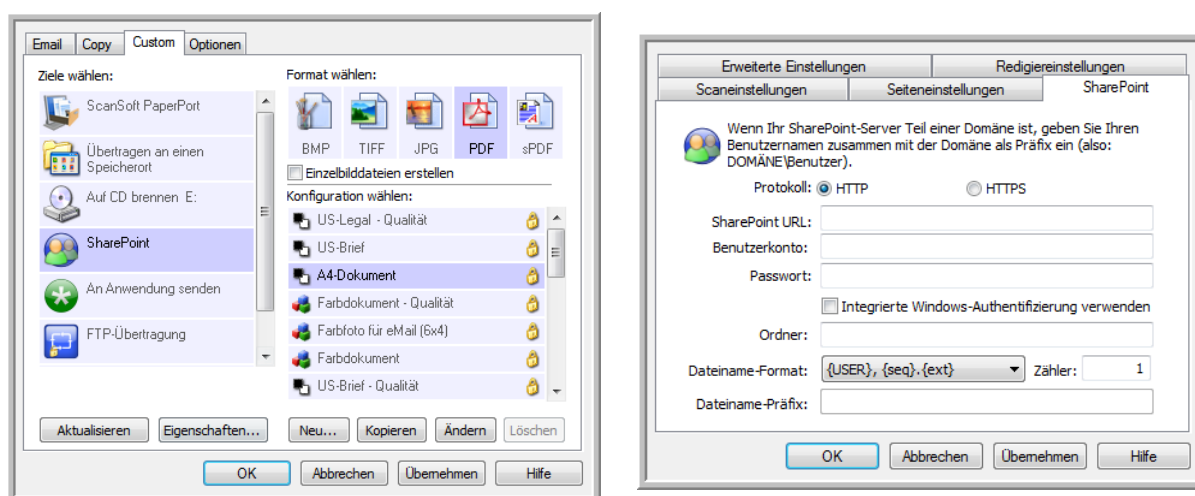 Email Copy Custom Optionen
Ziele wählen:
ScanSoft PaperPort
Übertragen an einen
Speicherort
Auf CD brennen E:
SharePoint
An Anwendung senden
FTP-Übertragung
Format wählen:
BMP TIFF JPG PDF sPDF
Einzelbilddateien erstellen
Konfiguration wählen:
US-Legal - Qualität
US-Brief
A4-Dokument
Farbdokument - Qualität
Farbfoto für eMail (6x4)
Farbdokument
US-Brief - Qualität
Aktualisieren Eigenschaften... Neu... Kopieren Ändern Löschen
OK Abbrechen Übernehmen Hilfe
Erweiterte Einstellungen Redigiereinstellungen
Scaneinstellungen Seiteneinstellungen SharePoint
Wenn Ihr SharePoint-Server Teil einer Domäne ist, geben Sie Ihren
Benutzernamen zusammen mit der Domäne als Präfix ein (also:
DOMÄNE\Benutzer).
Protokoll: HTTP HTTPS
SharePoint URL:
Benutzerkonto:
Passwort:
Integrierte Windows-Authentifizierung verwenden
Ordner:
Dateiname-Format: {USER}, {seq}.{ext} Zähler: 1
Dateiname-Präfix:
OK Abbrechen Übernehmen Hilfe